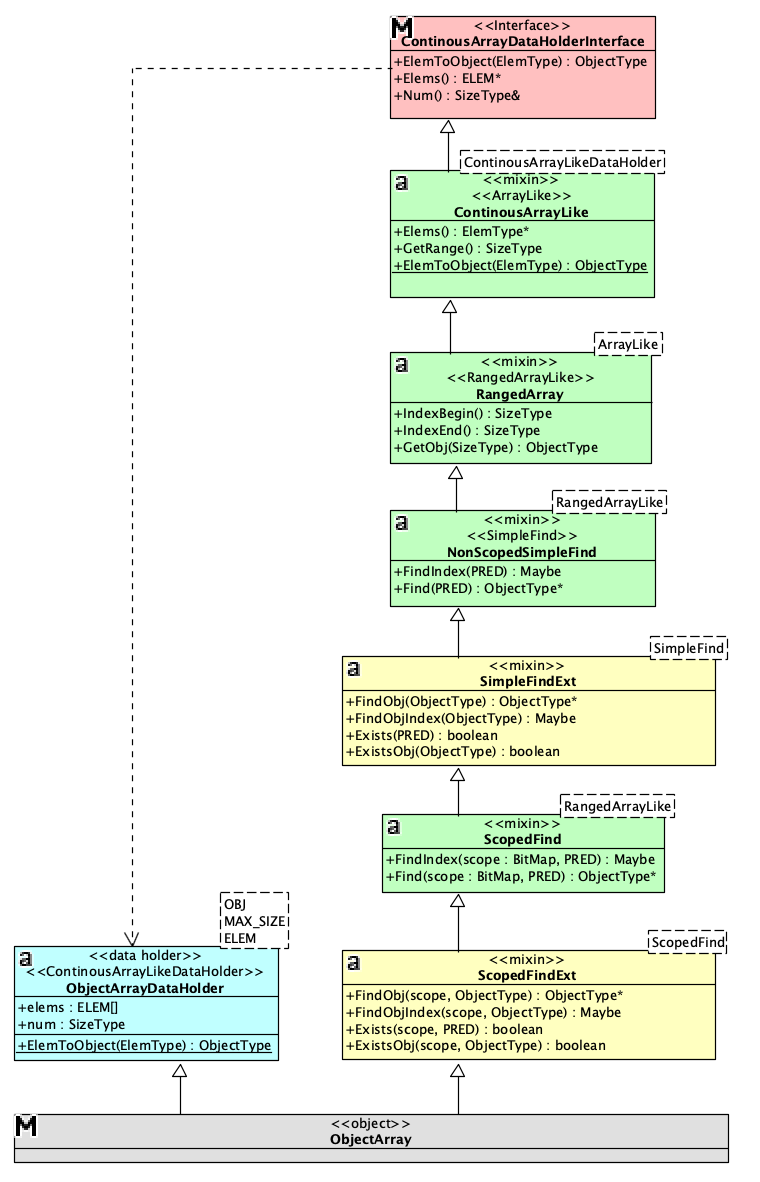 M
<<Interface>>
ContinousArrayDataHolderInterface
+ElemToObject(ElemType) : ObjectType
+Elems() : ELEM*
+Num() : SizeType&
ContinousArrayLikeDataHolder
a
<<mixin>>
<<ArrayLike>>
ContinousArrayLike
+Elems() : ElemType*
+GetRange() : SizeType
+ElemToObject(ElemType) : ObjectType
ArrayLike
a
<<mixin>>
<<RangedArrayLike>>
RangedArray
+IndexBegin() : SizeType
+IndexEnd() : SizeType
+GetObj(SizeType) : ObjectType
RangedArrayLike
a
<<mixin>>
<<SimpleFind>>
NonScopedSimpleFind
+FindIndex(PRED) : Maybe
+Find(PRED) : ObjectType*
SimpleFind
a
<<mixin>>
SimpleFindExt
+FindObj(ObjectType) : ObjectType*
+FindObjIndex(ObjectType) : Maybe
+Exists(PRED) : boolean
+ExistsObj(ObjectType) : boolean
RangedArrayLike
a
<<mixin>>
ScopedFind
+FindIndex(scope : BitMap, PRED) : Maybe
+Find(scope : BitMap, PRED) : ObjectType*
OBJ
MAX_SIZE
ELEM
a
<<data holder>>
<<ContinousArrayLikeDataHolder>>
ObjectArrayDataHolder
+elems : ELEM[]
+num : SizeType
+ElemToObject(ElemType) : ObjectType
ScopedFind
a
<<mixin>>
ScopedFindExt
+FindObj(scope, ObjectType) : ObjectType*
+FindObjIndex(scope, ObjectType) : Maybe
+Exists(scope, PRED) : boolean
+ExistsObj(scope, ObjectType) : boolean
M
<<object>>
ObjectArray